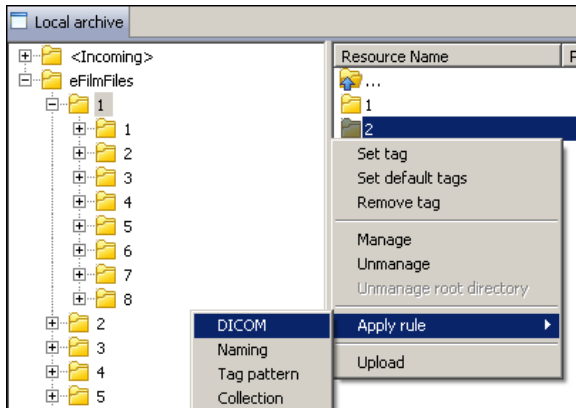 Local archive
<Incoming>
eFilmFiles
1
1
2
3
4
5
6
7
8
2
3
4
5
Resource Name
...
1
2
Set tag
Set default tags
Remove tag
Manage
Unmanage
Unmanage root directory
Apply rule
Upload
DICOM
Naming
Tag pattern
Collection